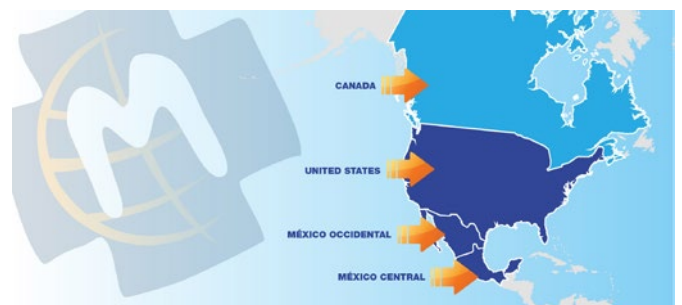 CANADA
UNITED STATES
MÉXICO OCCIDENTAL
MÉXICO CENTRAL